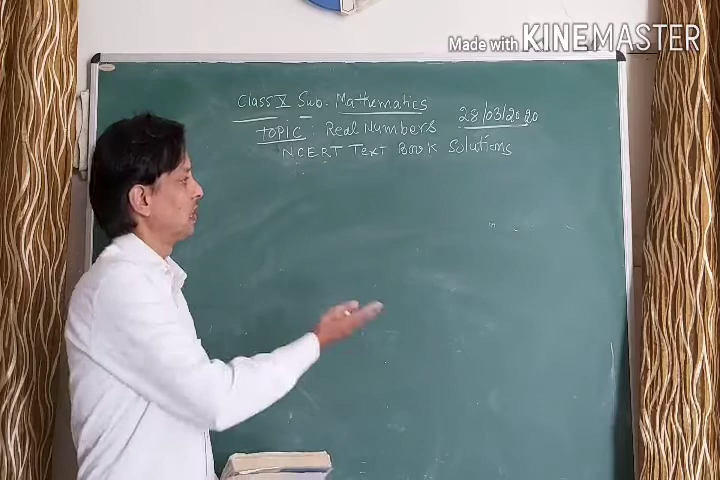 Made with KINEMASTER
Class X Sub. Mathematics
28/03/2020
Topic : Real Numbers
NCERT Text Book Solutions